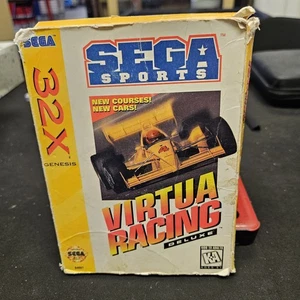 SEGA
32X
GENESIS
SEGA
SPORTS
NEW COURSES!
NEW CARS!
VIRTUA
RACING
DELUXE
SEGA
K-A